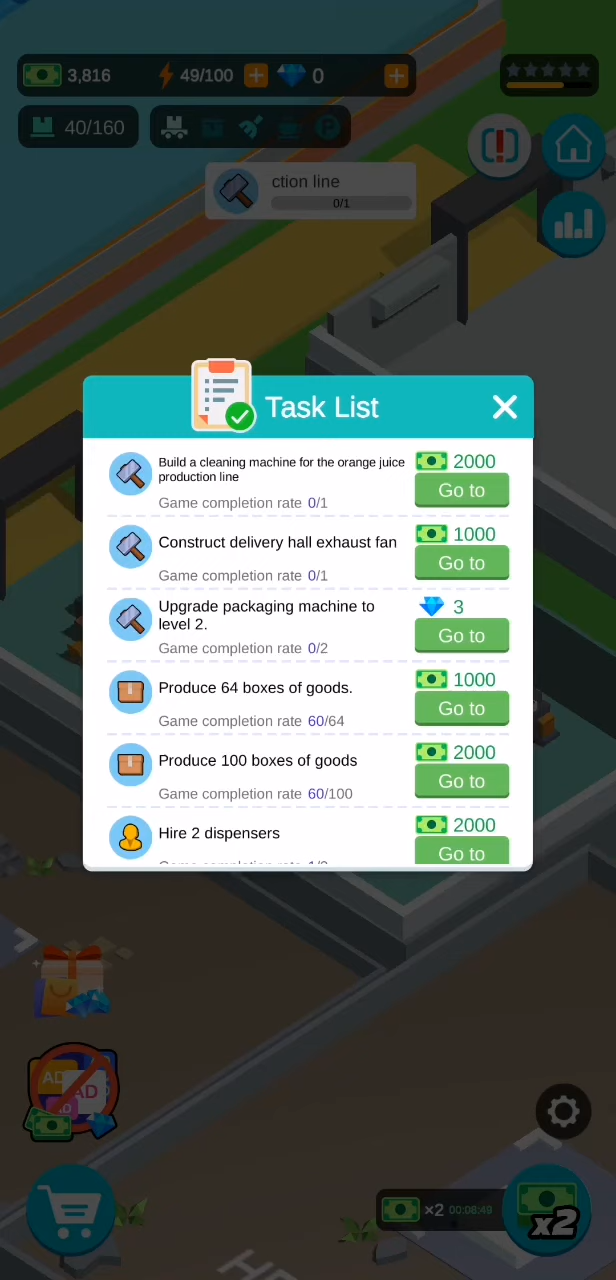 3,816
49/100
0
40/160
P
ction line
0/1
Task List
Build a cleaning machine for the orange juice
production line
2000
Go to
Game completion rate 0/1
Construct delivery hall exhaust fan
1000
Go to
Game completion rate 0/1
Upgrade packaging machine to
level 2.
3
Go to
Game completion rate 0/2
Produce 64 boxes of goods.
1000
Go to
Game completion rate 60/64
Produce 100 boxes of goods
2000
Go to
Game completion rate 60/100
Hire 2 dispensers
2000
Go to
AD
AD
x2 00:08:49
x2